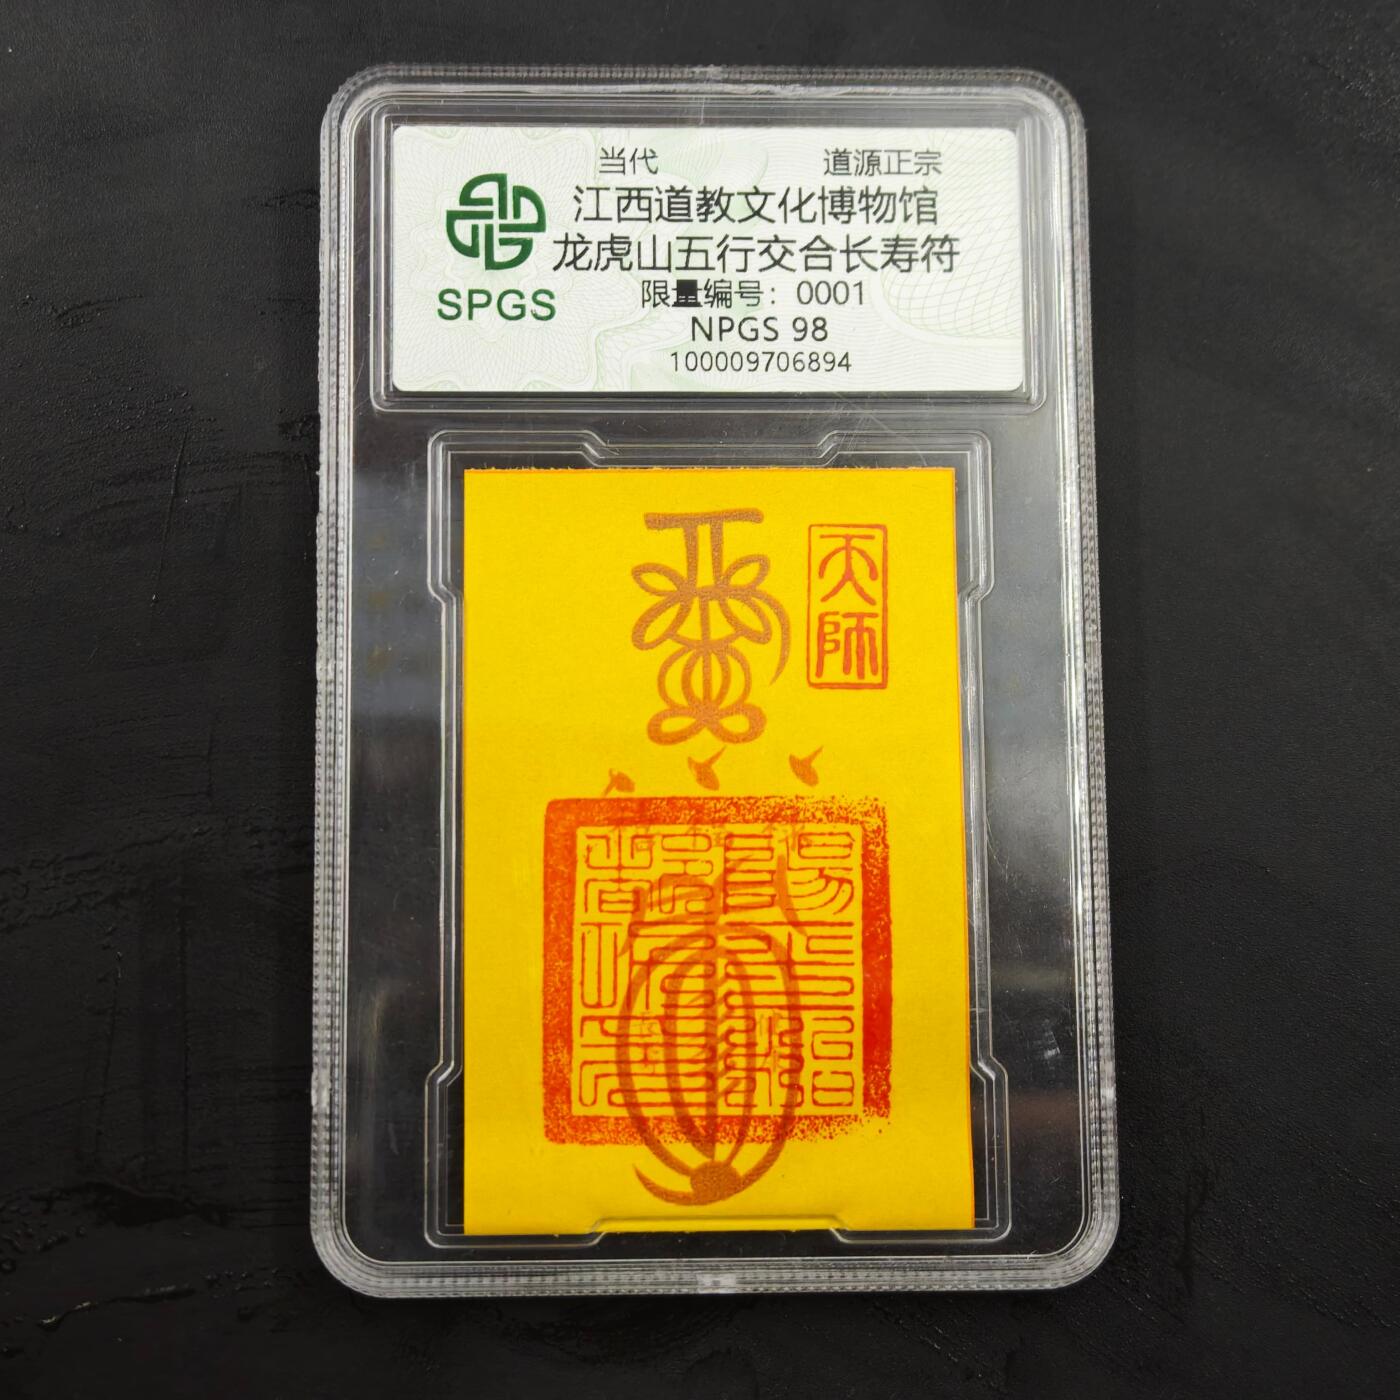 当代 道源正宗
江西道教文化博物馆
龙虎山五行交合长寿符
SPGS
限量编号：0001
NPGS 98
100009706894
天師